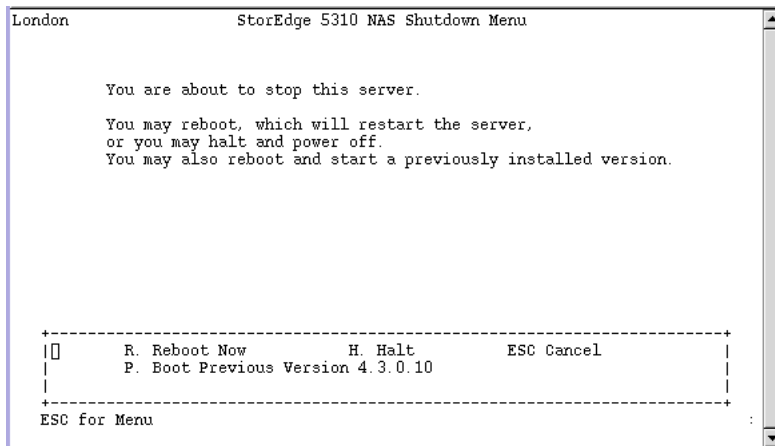 London StorEdge 5310 NAS Shutdown Menu
You are about to stop this server.
You may reboot, which will restart the server,
or you may halt and power off.
You may also reboot and start a previously installed version.
R. Reboot Now H. Halt ESC Cancel
P. Boot Previous Version 4.3.0.10
ESC for Menu :